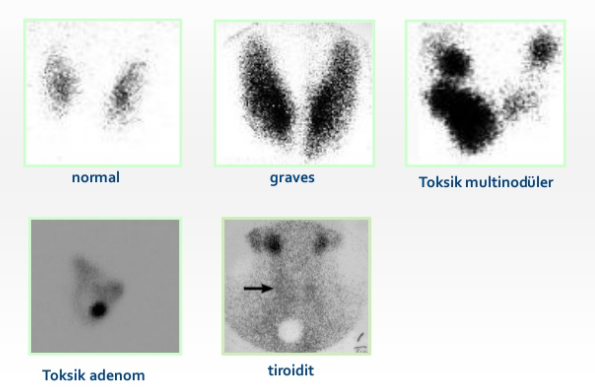 normal
graves
Toksik multinodüler
Toksik adenom
tiroidit